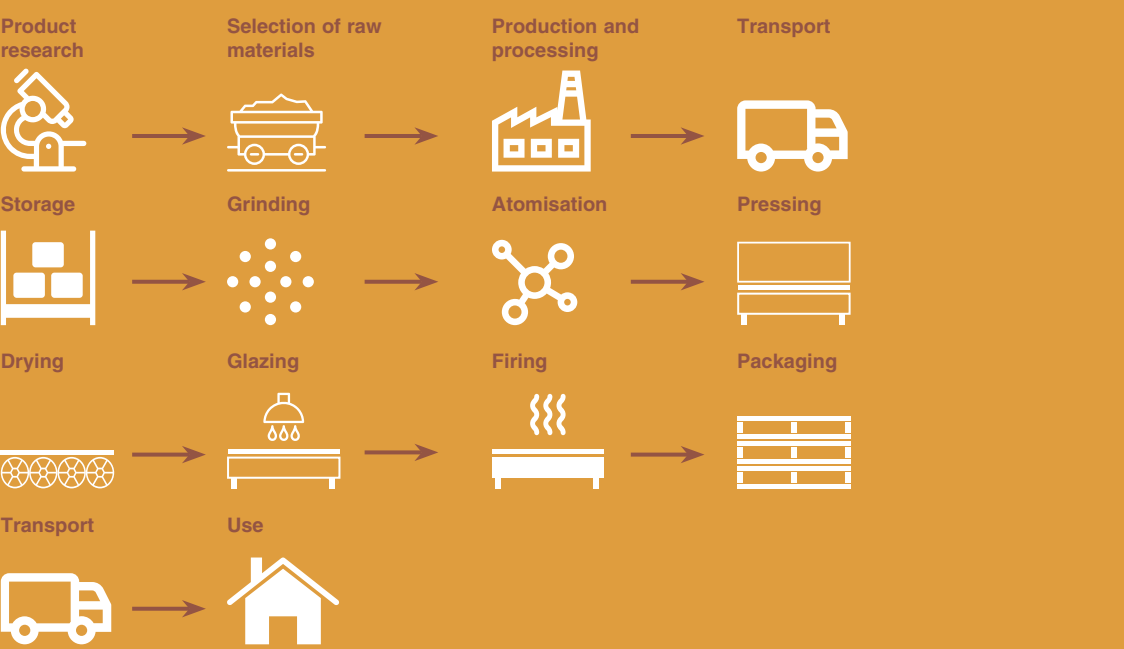 Product
research
Selection of raw
materials
Production and
processing
Transport
Storage
Grinding
Atomisation
Pressing
Drying
Glazing
Firing
Packaging
Transport
Use